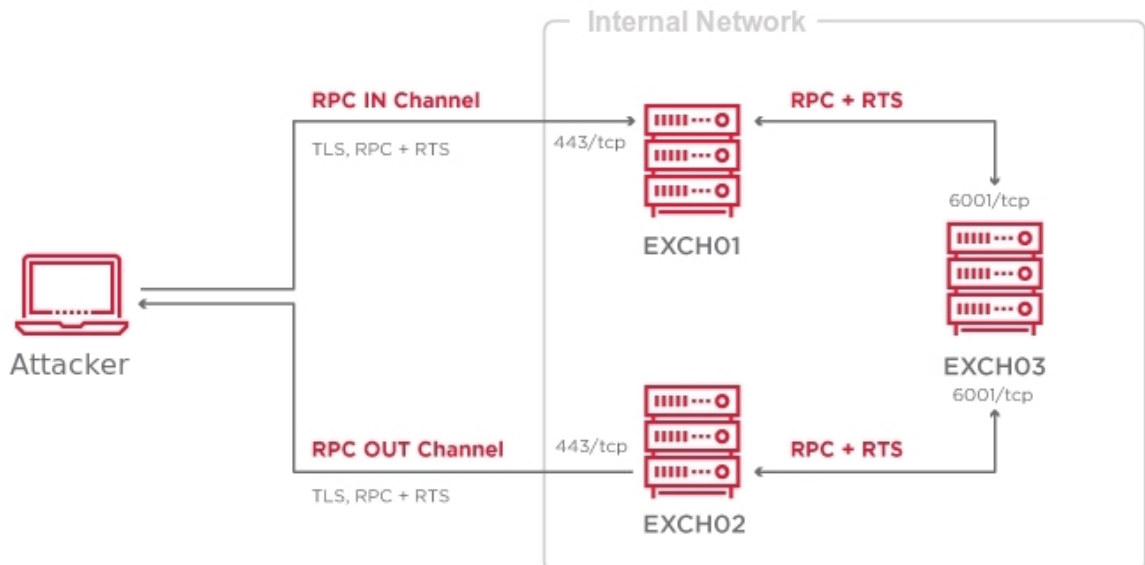 Internal Network
RPC IN Channel
TLS, RPC + RTS
443/tcp
EXCH01
RPC + RTS
6001/tcp
EXCH03
6001/tcp
Attacker
RPC OUT Channel
TLS, RPC + RTS
443/tcp
EXCH02
RPC + RTS